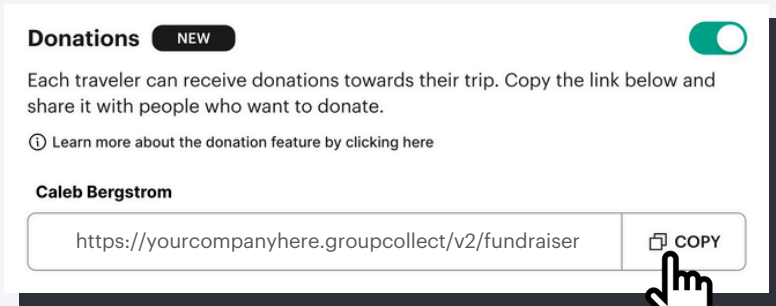 Donations NEW
Each traveler can receive donations towards their trip. Copy the link below and
share it with people who want to donate.
Learn more about the donation feature by clicking here
Caleb Bergstrom
https://yourcompanyhere.groupcollect/v2/fundraiser COPY